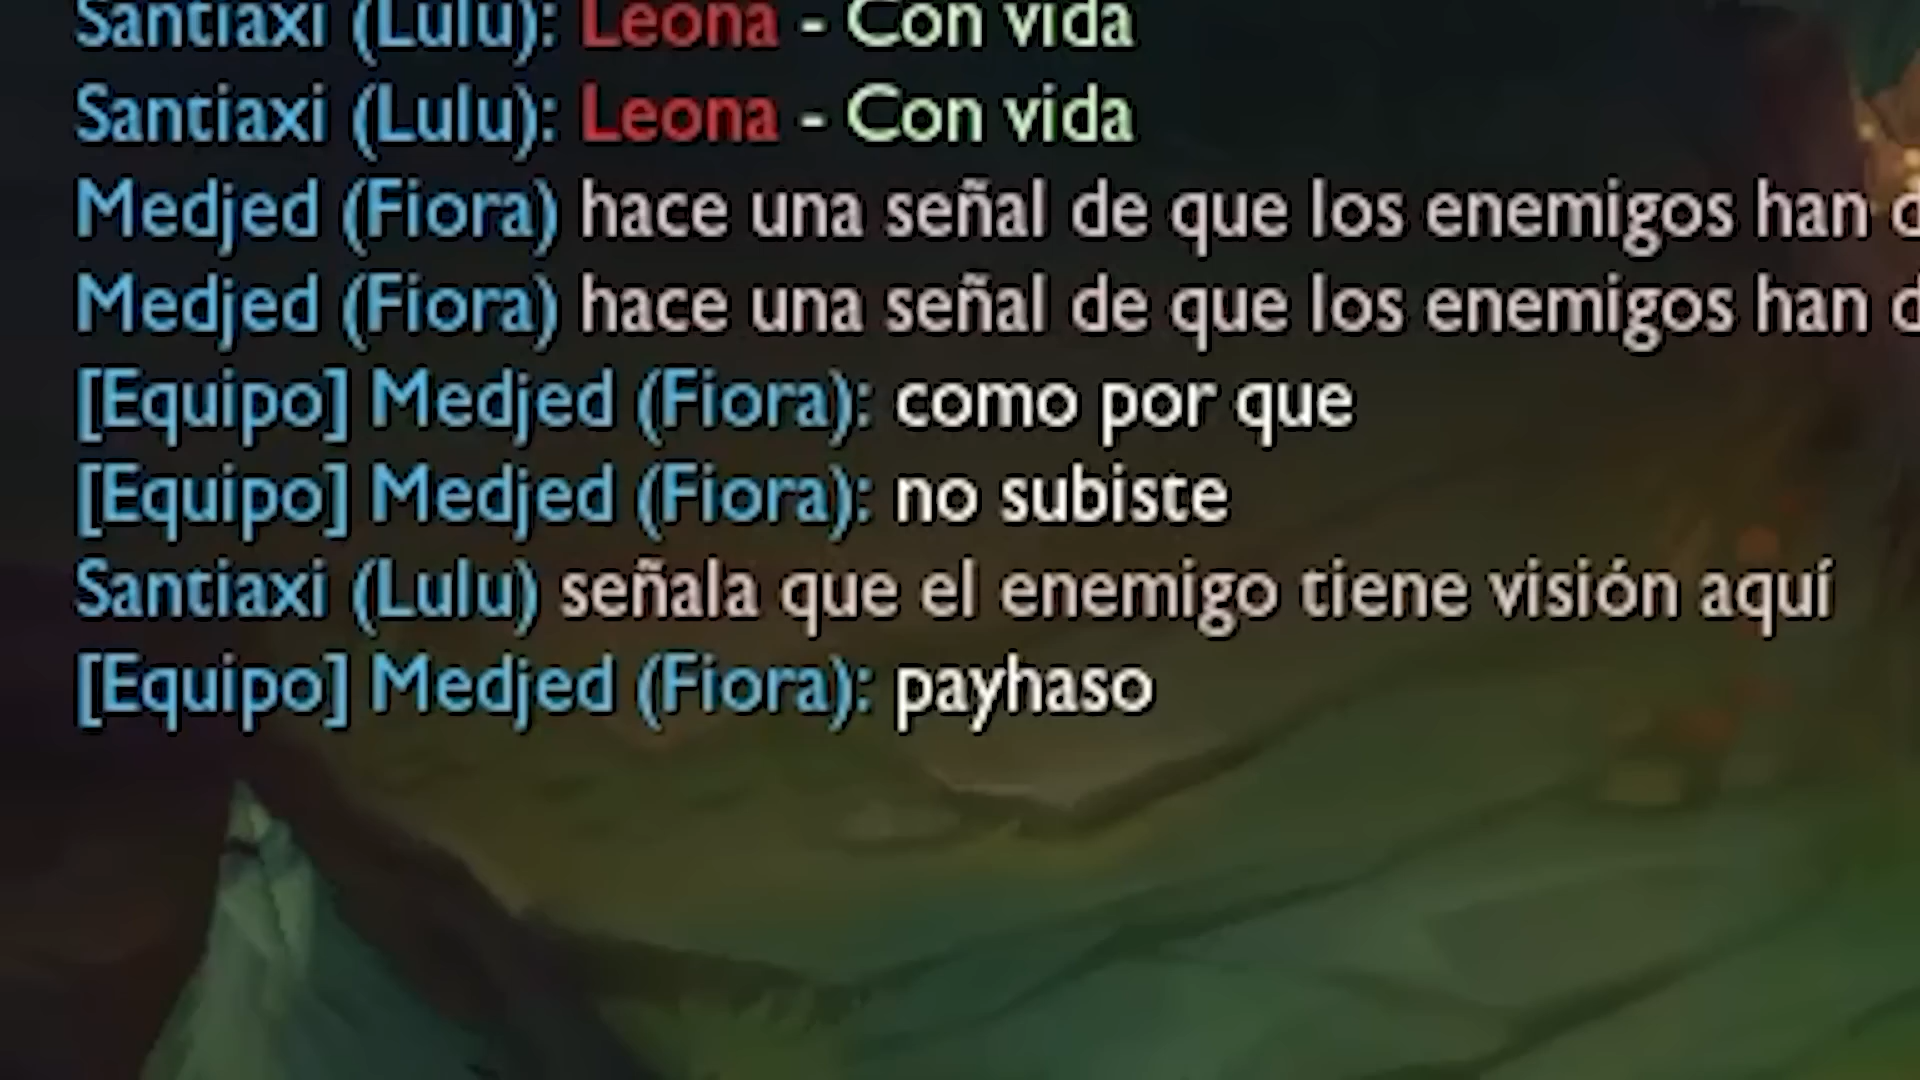 Santiaxi (Lulu): Leona - Con vida
Santiaxi (Lulu): Leona - Con vida
Medjed (Fiora) hace una señal de que los enemigos han
Medjed (Fiora) hace una señal de que los enemigos han
[Equipo] Medjed (Fiora): como por que
[Equipo] Medjed (Fiora): no subiste
Santiaxi (Lulu) señala que el enemigo tiene visión aquí
[Equipo] Medjed (Fiora): payhaso